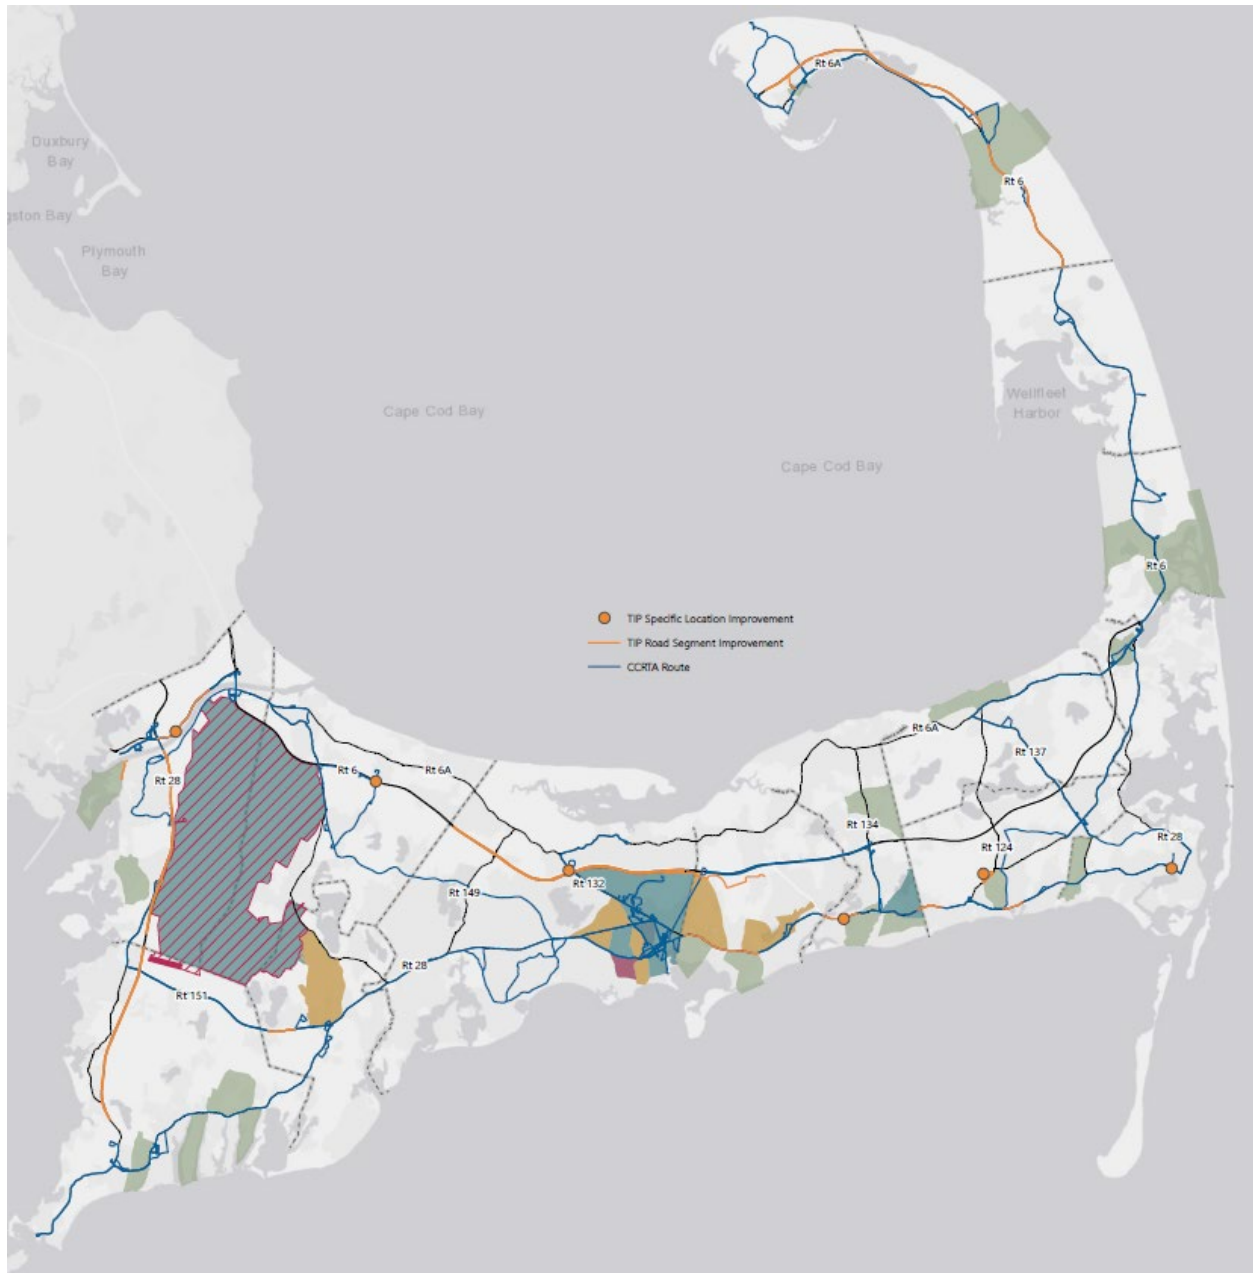 Rt 6A
Duxbury
Bay
Rt 6
gston Bay
Plymouth
Bay
Wellfleet
Harbor
Cape Cod Bay
Cape Cod Bay
Rt 6
TIP Specific Location Improvement
TIP Road Segment Improvement
CCRTA Route
Rt 6A
Rt 137
Rt 6
Rt 6A
Rt 28
Rt 134
Rt 28
Rt 124
Rt 132
Rt 149
Rt 28
Rt 151